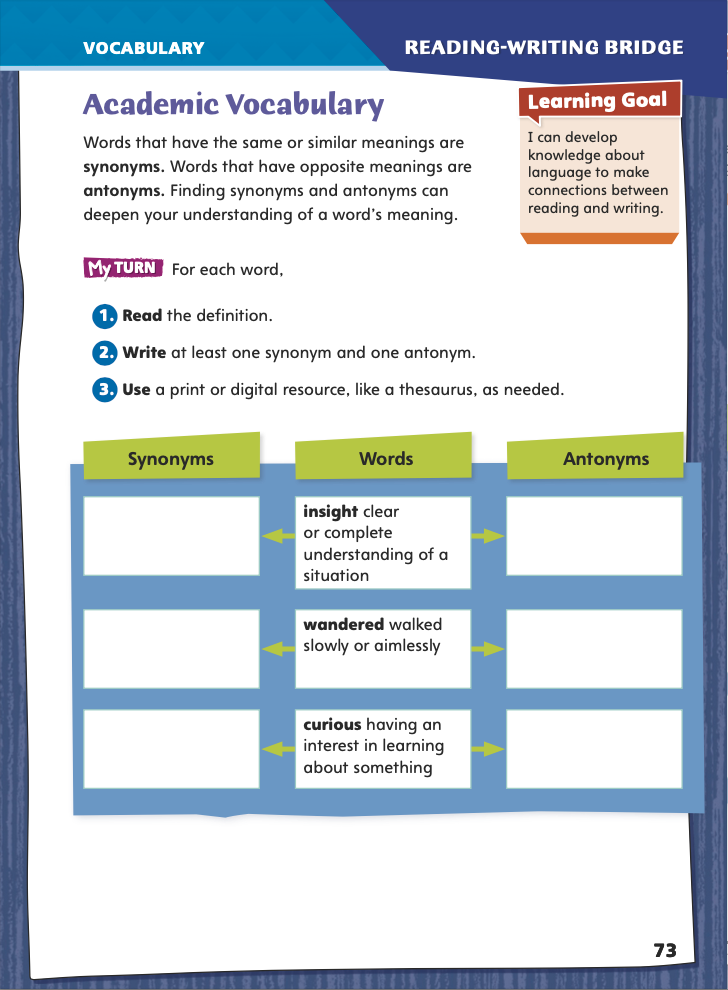 VOCABULARY
READING-WRITING BRIDGE
Academic Vocabulary
Words that have the same or similar meanings are
synonyms. Words that have opposite meanings are
antonyms. Finding synonyms and antonyms can
deepen your understanding of a word’s meaning.
Learning Goal
I can develop
knowledge about
language to make
connections between
reading and writing.
My TURN For each word,
1. Read the definition.
2. Write at least one synonym and one antonym.
3. Use a print or digital resource, like a thesaurus, as needed.
Synonyms
Words
Antonyms
insight clear
or complete
understanding of a
situation
wandered walked
slowly or aimlessly
curious having an
interest in learning
about something
73